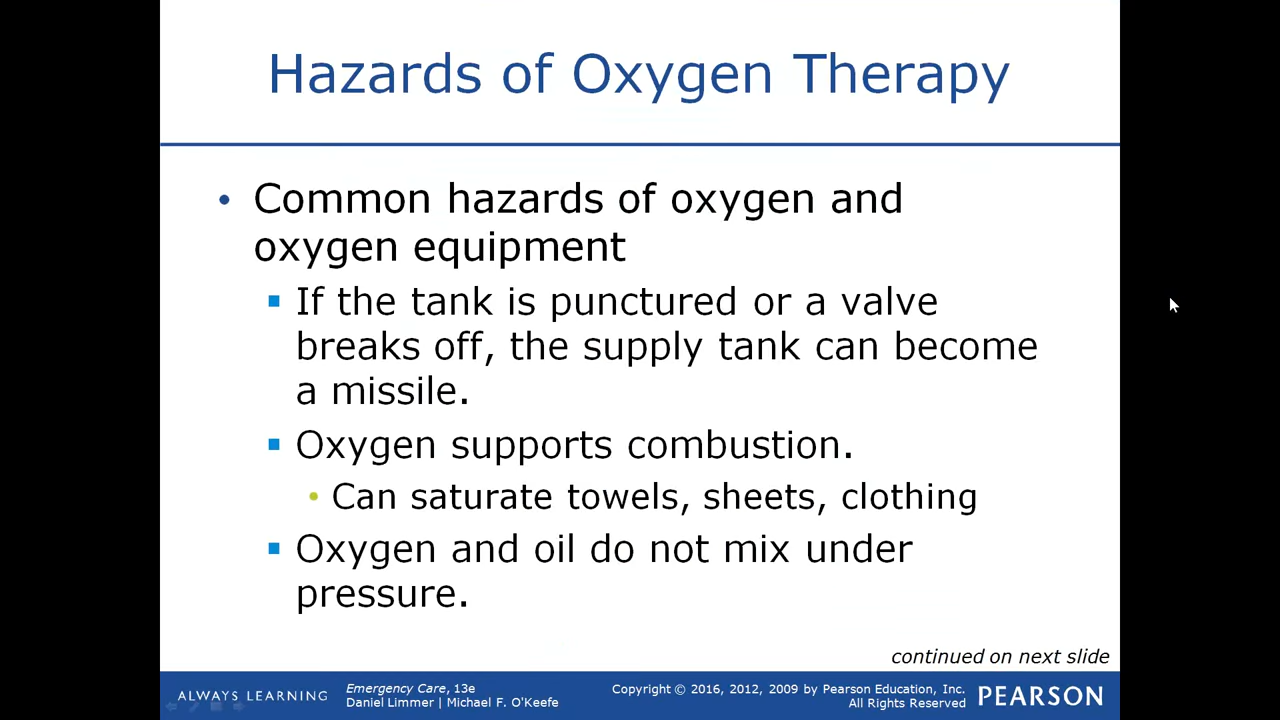 Hazards of Oxygen Therapy
• Common hazards of oxygen and
oxygen equipment
▪ If the tank is punctured or a valve
breaks off, the supply tank can become
a missile.
▪ Oxygen supports combustion.
• Can saturate towels, sheets, clothing
▪ Oxygen and oil do not mix under
pressure.
continued on next slide
ALWAYS LEARNING
Emergency Care, 13e
Daniel Limmer | Michael F. O'Keefe
Copyright © 2016, 2012, 2009 by Pearson Education, Inc.
All Rights Reserved
PEARSON